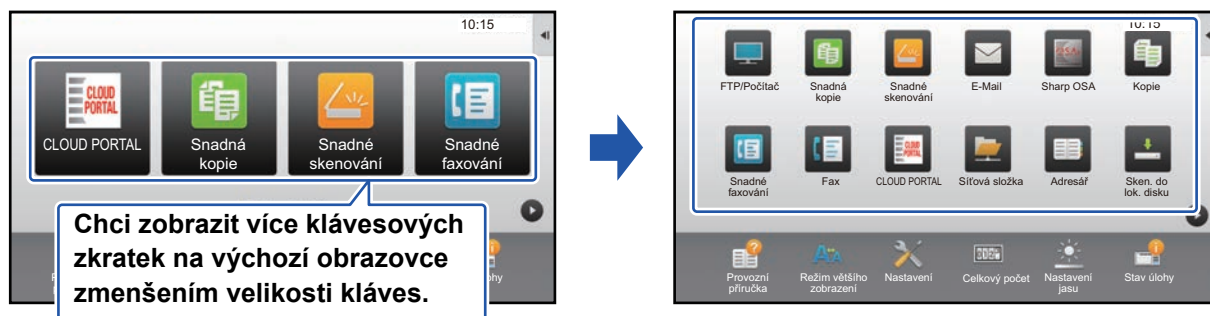 10:15
CLOUD
PORTAL
CLOUD PORTAL
Snadná
kopie
Snadné
skenování
Snadné
faxování
Chci zobrazit více klávesových
zkratek na výchozí obrazovce
zmenšením velikosti kláves.
10:15
FTP/Počítač
Snadná
kopie
Snadné
skenování
E-Mail
Sharp OSA
Kopie
Snadné
faxování
Fax
CLOUD PORTAL
Síťová složka
Adresář
Sken. do
lok. disku
Provozní
příručka
Režim většího
zobrazení
Nastavení
Celkový počet
Nastavení
jasu
Stav úlohy